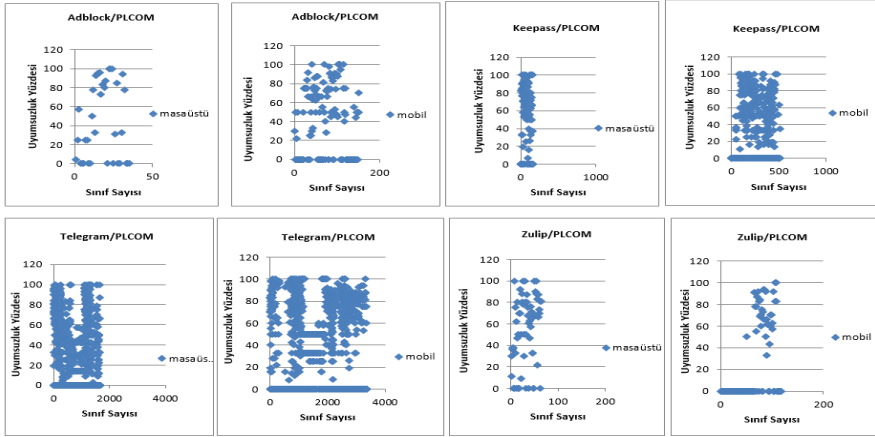 Adblock/PLCOM
Uyumsuzluk Yüzdesi
120
100
80
60
40
20
0
0 50
Sınıf Sayısı
masaüstü
Adblock/PLCOM
Uyumsuzluk Yüzdesi
120
100
80
60
40
20
0
0 200
Sınıf Sayısı
mobil
Keepass/PLCOM
Uyumsuzluk Yüzdesi
120
100
80
60
40
20
0
0 1000
Sınıf Sayısı
masaüstü
Keepass/PLCOM
Uyumsuzluk Yüzdesi
120
100
80
60
40
20
0
0 500 1000
Sınıf Sayısı
mobil
Telegram/PLCOM
Uyumsuzluk Yüzdesi
120
100
80
60
40
20
0
0 2000 4000
Sınıf Sayısı
masaüs..
Telegram/PLCOM
Uyumsuzluk Yüzdesi
120
100
80
60
40
20
0
0 2000 4000
Sınıf Sayısı
mobil
Zulip/PLCOM
Uyumsuzluk Yüzdesi
120
100
80
60
40
20
0
0 100 200
Sınıf Sayısı
masaüstü
Zulip/PLCOM
Uyumsuzluk Yüzdesi
120
100
80
60
40
20
0
0 200
Sınıf Sayısı
mobil